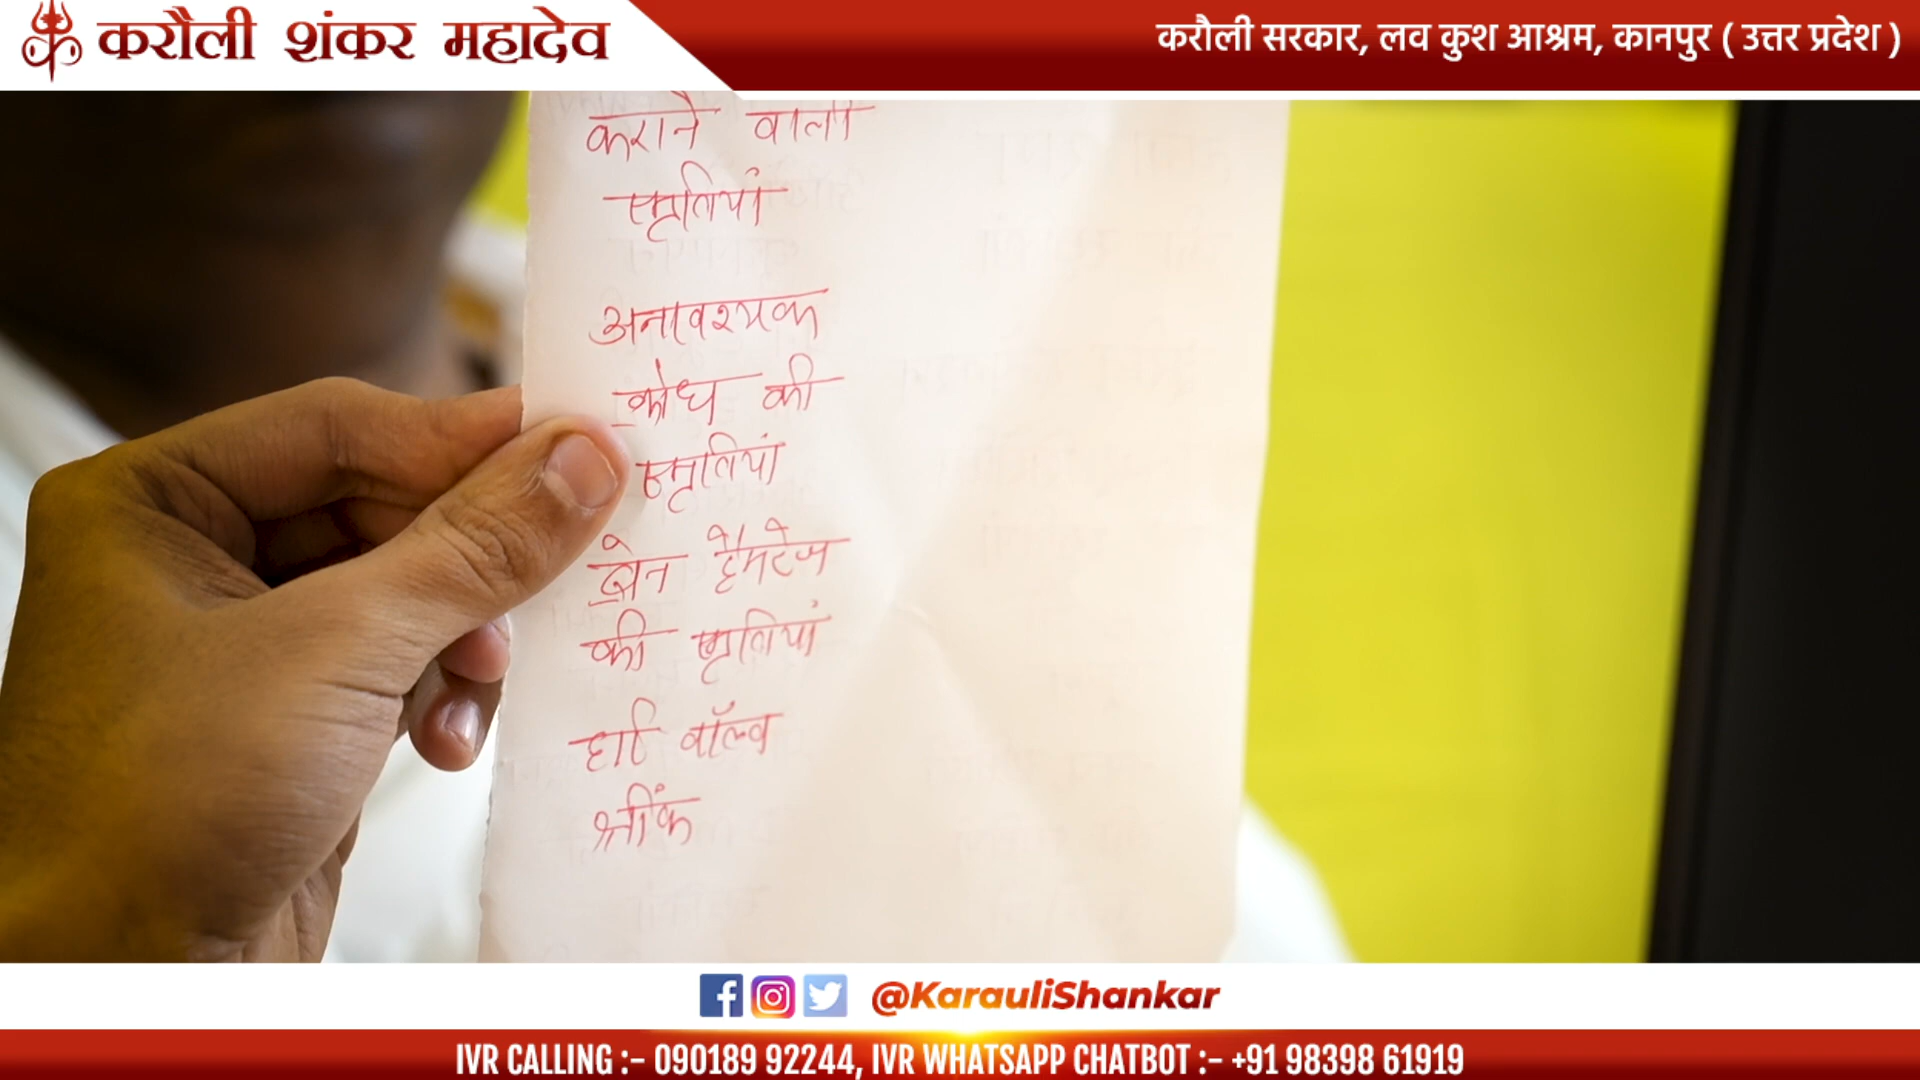 करौली शंकर महादेव
करौली सरकार, लव कुश आश्रम, कानपुर ( उत्तर प्रदेश )
कराने वाली
स्मृतियां
अनावश्यक
क्रोध की
स्मृतियां
ब्रेन हैमरेज
की स्मृतियां
हार्ट वॉल्व
@KarauliShankar
IVR CALLING :- 090189 92244, IVR WHATSAPP CHATBOT :- +91 98398 61919